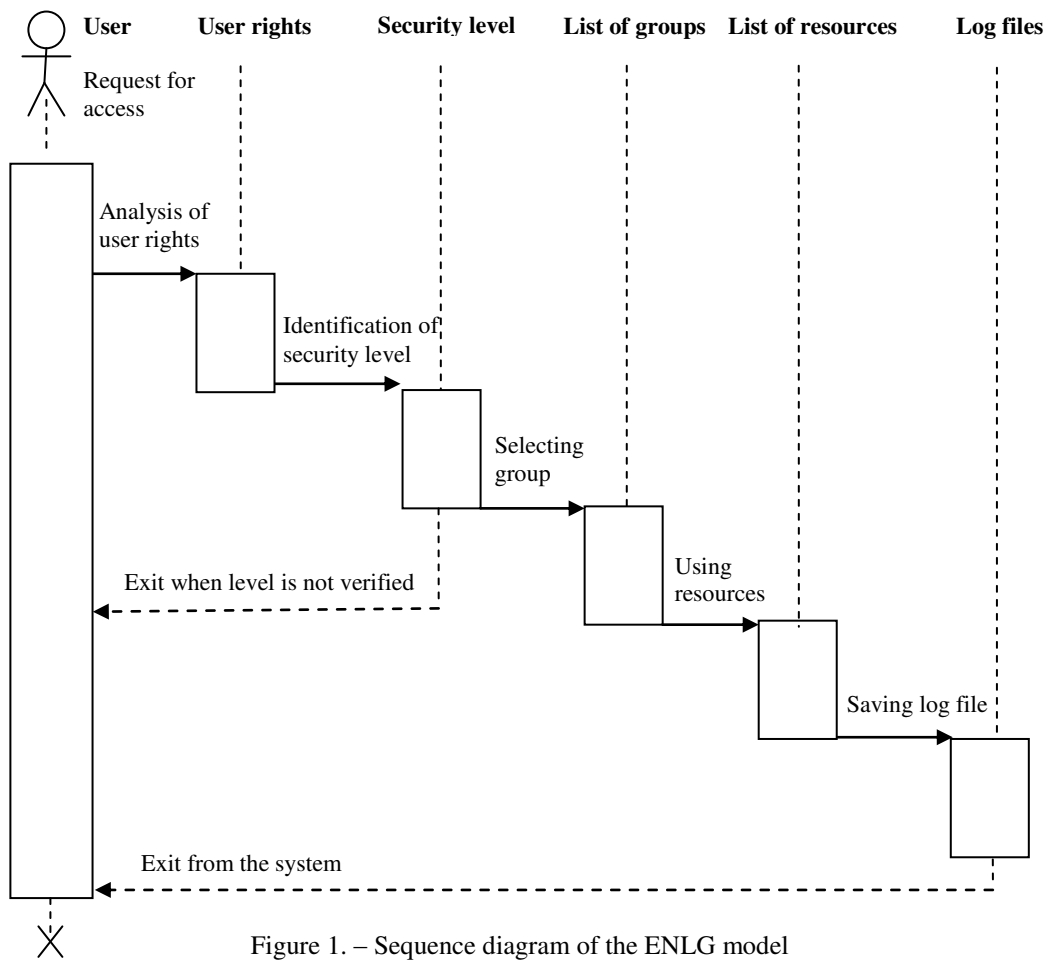 User
User rights
Security level
List of groups
List of resources
Log files
Request for
access
Analysis of
user rights
Identification of
security level
Selecting
group
Using
resources
Exit when level is not verified
Saving log file
Exit from the system
Figure 1. – Sequence diagram of the ENLG model